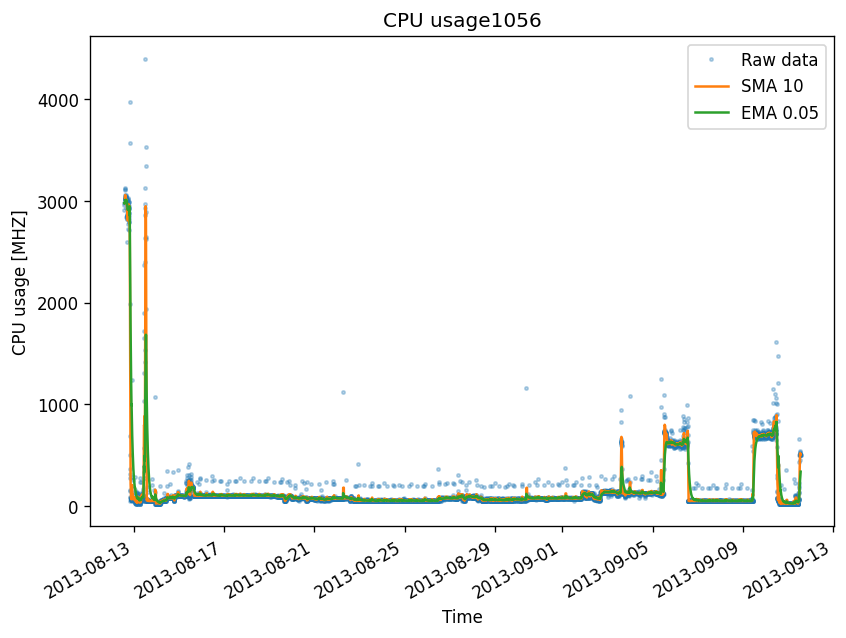 CPU usage1056
Raw data
SMA 10
EMA 0.05
CPU usage [MHZ]
4000
3000
2000
1000
0
2013-08-13
2013-08-17
2013-08-21
2013-08-25
2013-08-29
2013-09-01
2013-09-05
2013-09-09
2013-09-13
Time